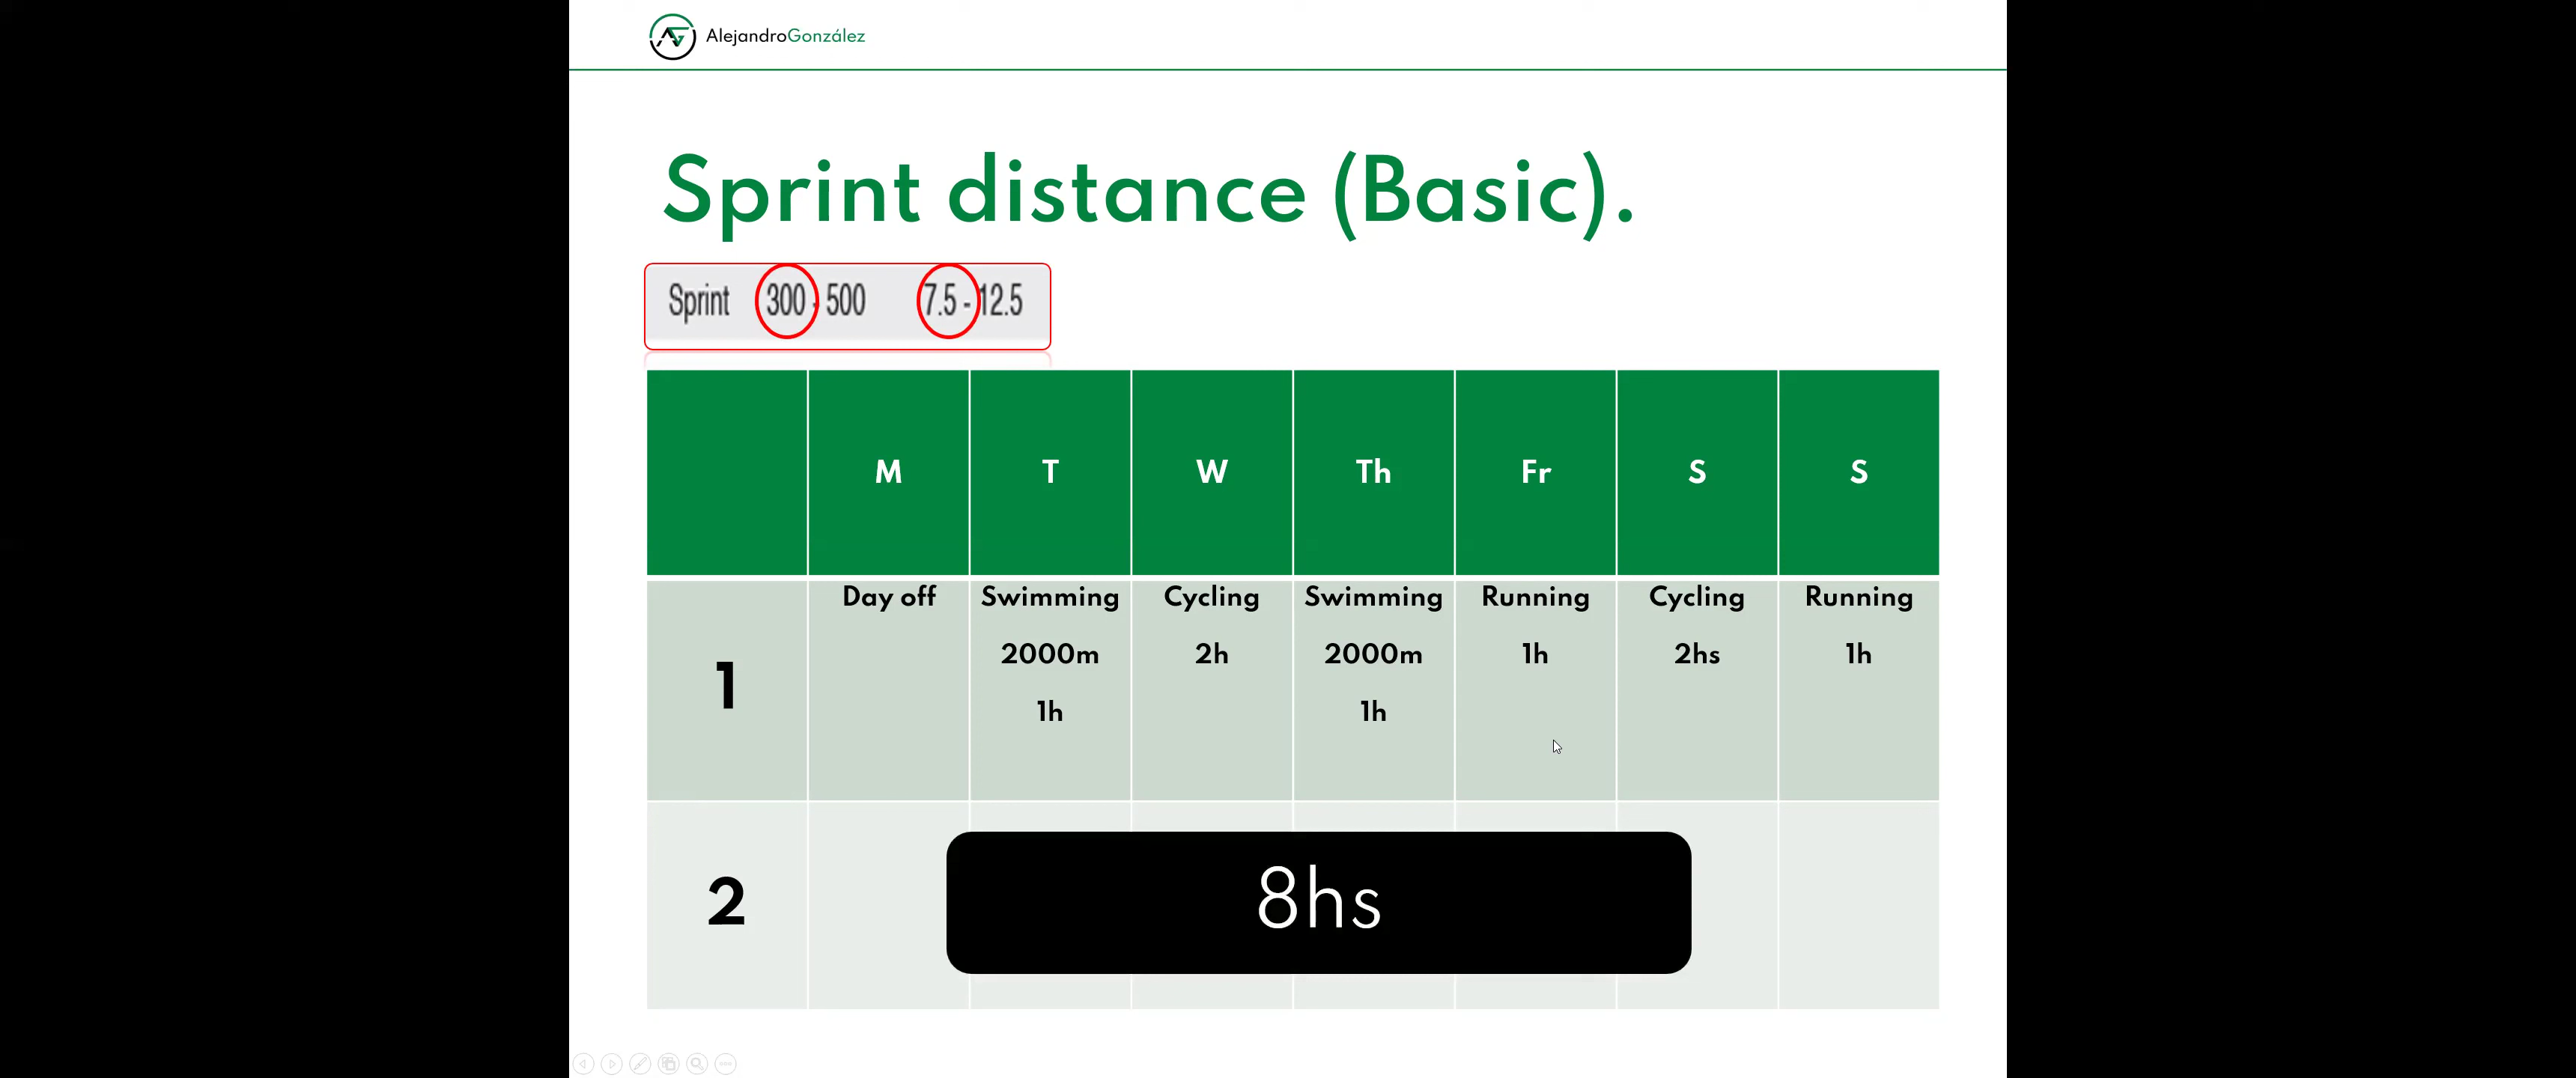 AlejandroGonzález
Sprint distance (Basic).
Sprint 300 - 500 7.5 - 12.5
M T W Th Fr S S
1
Day off
Swimming
2000m
1h
Cycling
2h
Swimming
2000m
1h
Running
1h
Cycling
2hs
Running
1h
2
8hs